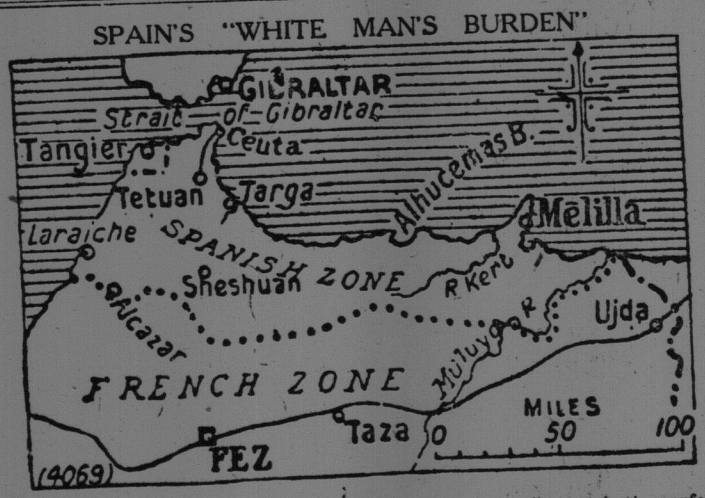 SPAIN'S "WHITE MAN'S BURDEN"
GIBRALTAR
Strait of Gibraltar
Ceuta
Tangier
Alhucemas B.
Tetuan
Targa
Melilla
Laraiche
SPANISH ZONE
Sheshuan
R Kert
Alcazar
Muluya R.
Ujda
FRENCH ZONE
MILES
0 50 100
Taza
FEZ
(4069)